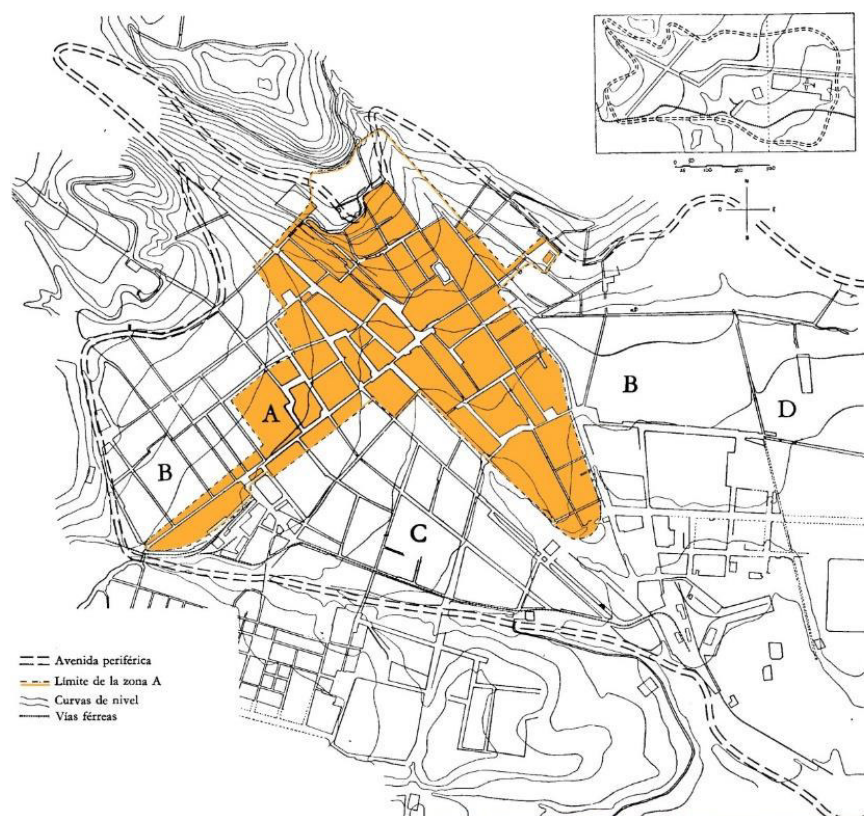 A
B
B
D
C
Avenida periférica
Límite de la zona A
Curvas de nivel
Vías férreas